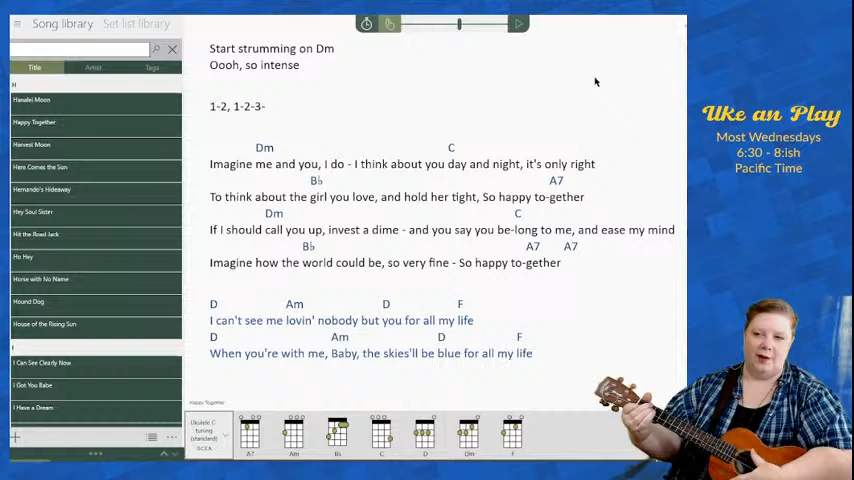 Song library
Set list library
Title
Artist
Tags
H
Hanalei Moon
Happy Together
Harvest Moon
Here Comes the Sun
Hernando's Hideaway
Hey Soul Sister
Hit the Road Jack
Ho Hey
Horse with No Name
Hound Dog
House of the Rising Sun
I
I Can See Clearly Now
I Got You Babe
I Have a Dream
Start strumming on Dm
Oooh, so intense
1-2, 1-2-3-
Dm C
Imagine me and you, I do - I think about you day and night, it's only right
B♭ A7
To think about the girl you love, and hold her tight, So happy to-gether
Dm C
If I should call you up, invest a dime - and you say you be-long to me, and ease my mind
B♭ A7 A7
Imagine how the world could be, so very fine - So happy to-gether
D Am D F
I can't see me lovin' nobody but you for all my life
D Am D F
When you're with me, Baby, the skies'll be blue for all my life
Happy Together
Ukulele C
tuning
(standard)
GCEA
A7 Am B♭ C D Dm F
Uke an Play
Most Wednesdays
6:30 - 8:ish
Pacific Time